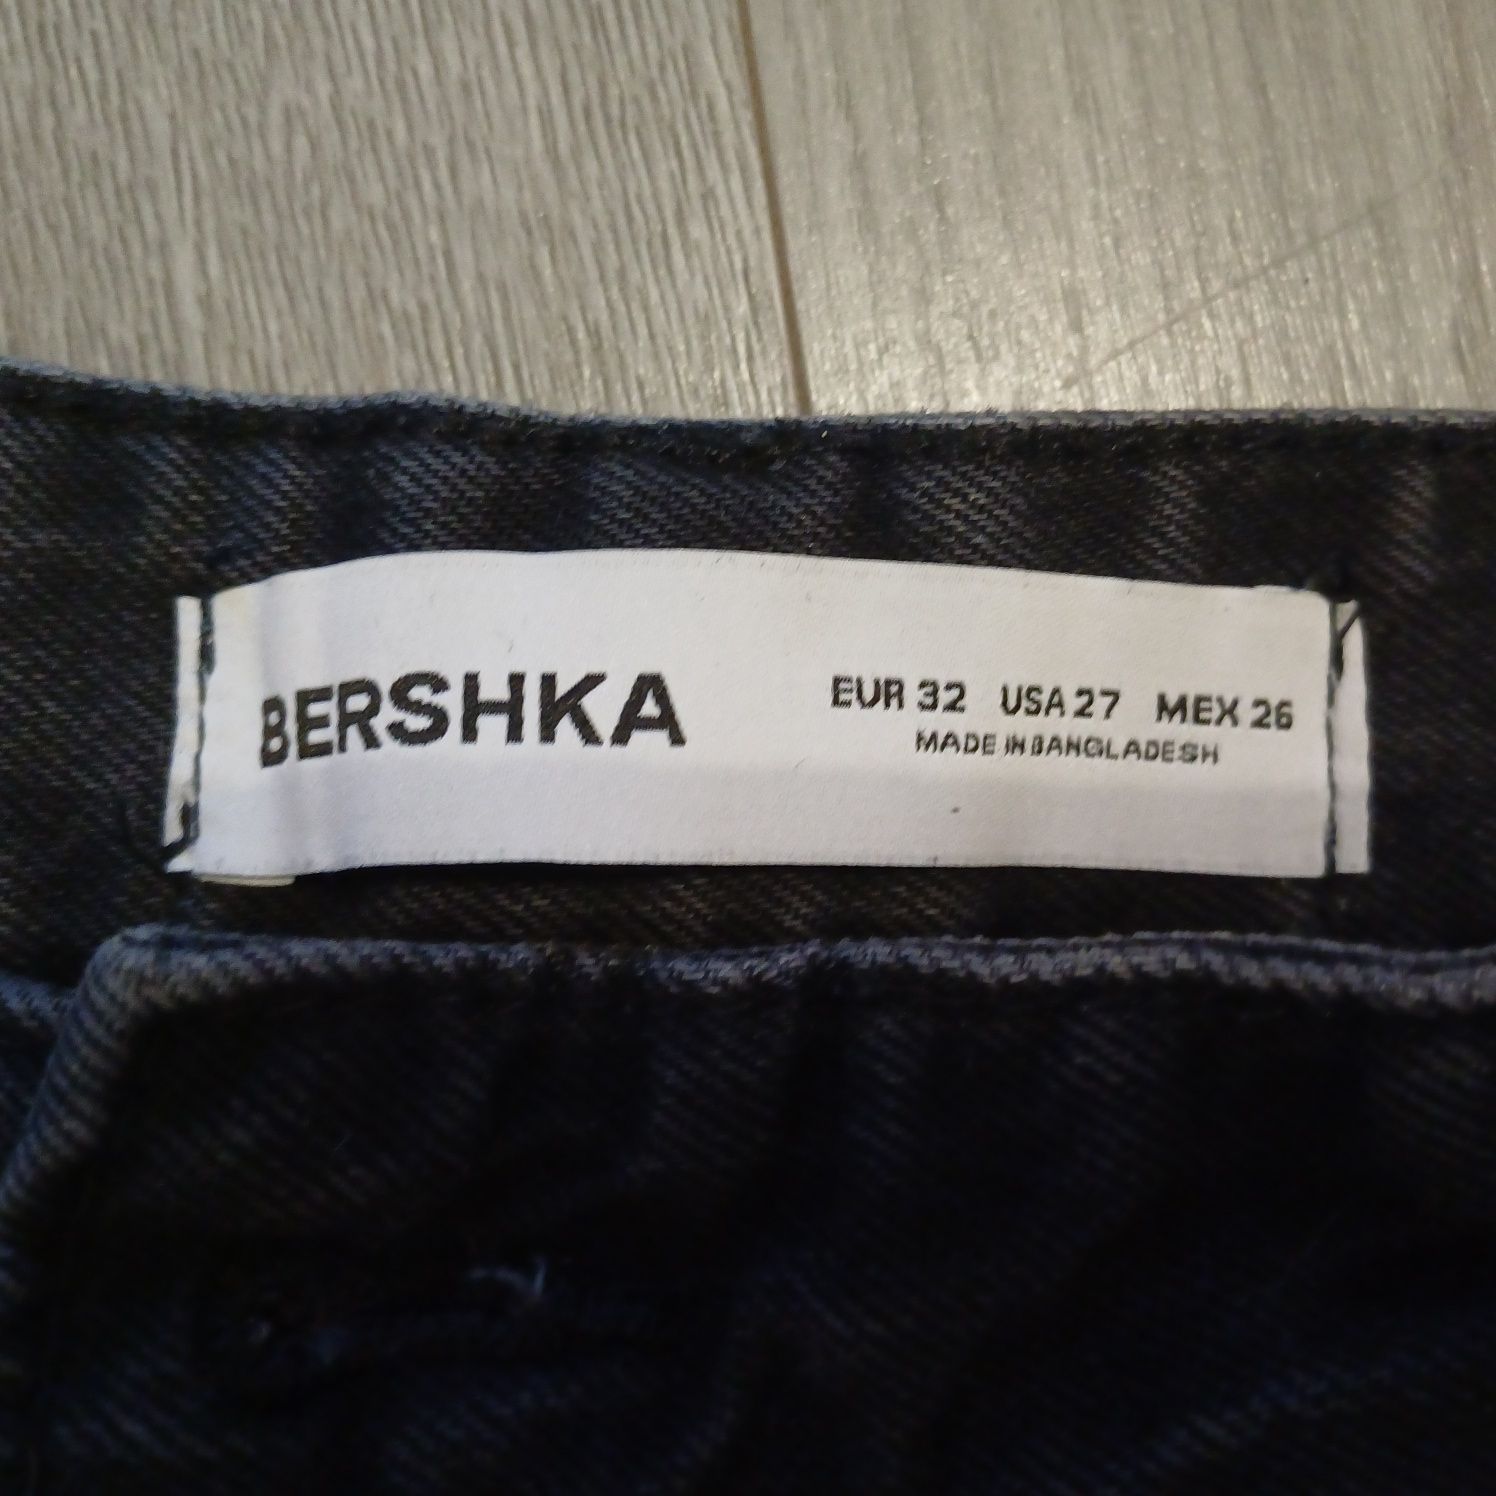 BERSHKA
EUR 32 USA 27 MEX 26
MADE IN BANGLADESH